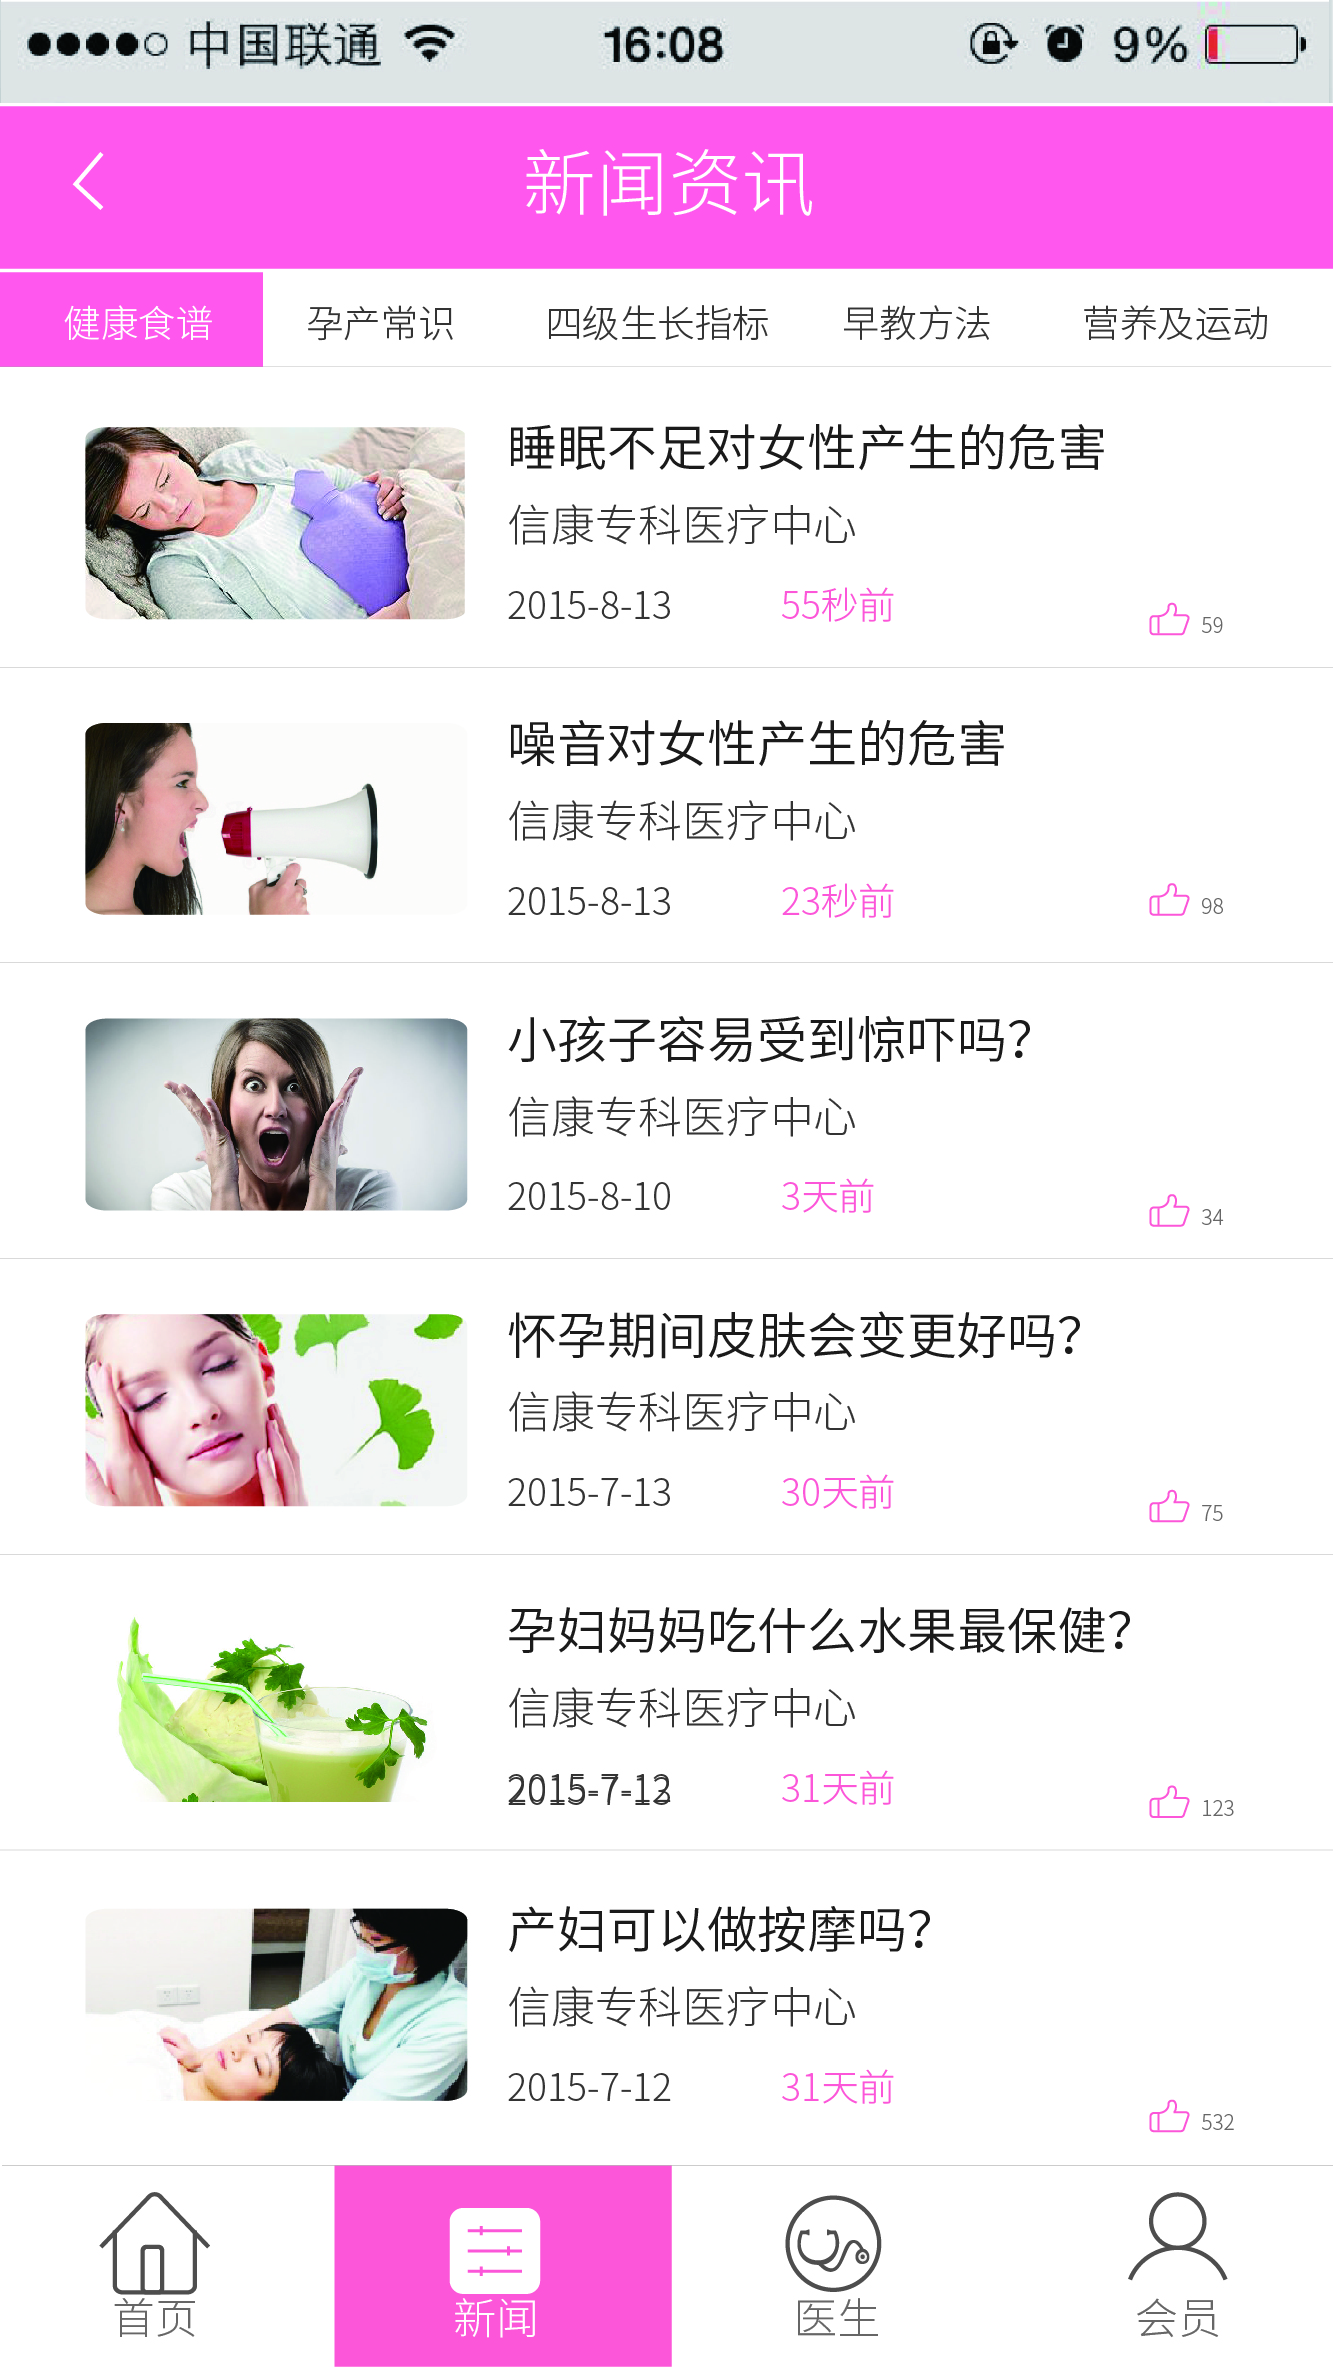 中国联通 16:08 9%
新闻资讯
健康食谱 孕产常识 四级生长指标 早教方法 营养及运动
睡眠不足对女性产生的危害
信康专科医疗中心
2015-8-13 55秒前 59
噪音对女性产生的危害
信康专科医疗中心
2015-8-13 23秒前 98
小孩子容易受到惊吓吗?
信康专科医疗中心
2015-8-10 3天前 34
怀孕期间皮肤会变更好吗?
信康专科医疗中心
2015-7-13 30天前 75
孕妇妈妈吃什么水果最保健?
信康专科医疗中心
31天前 123
产妇可以做按摩吗?
信康专科医疗中心
2015-7-12 31天前 532
首页 新闻 医生 会员